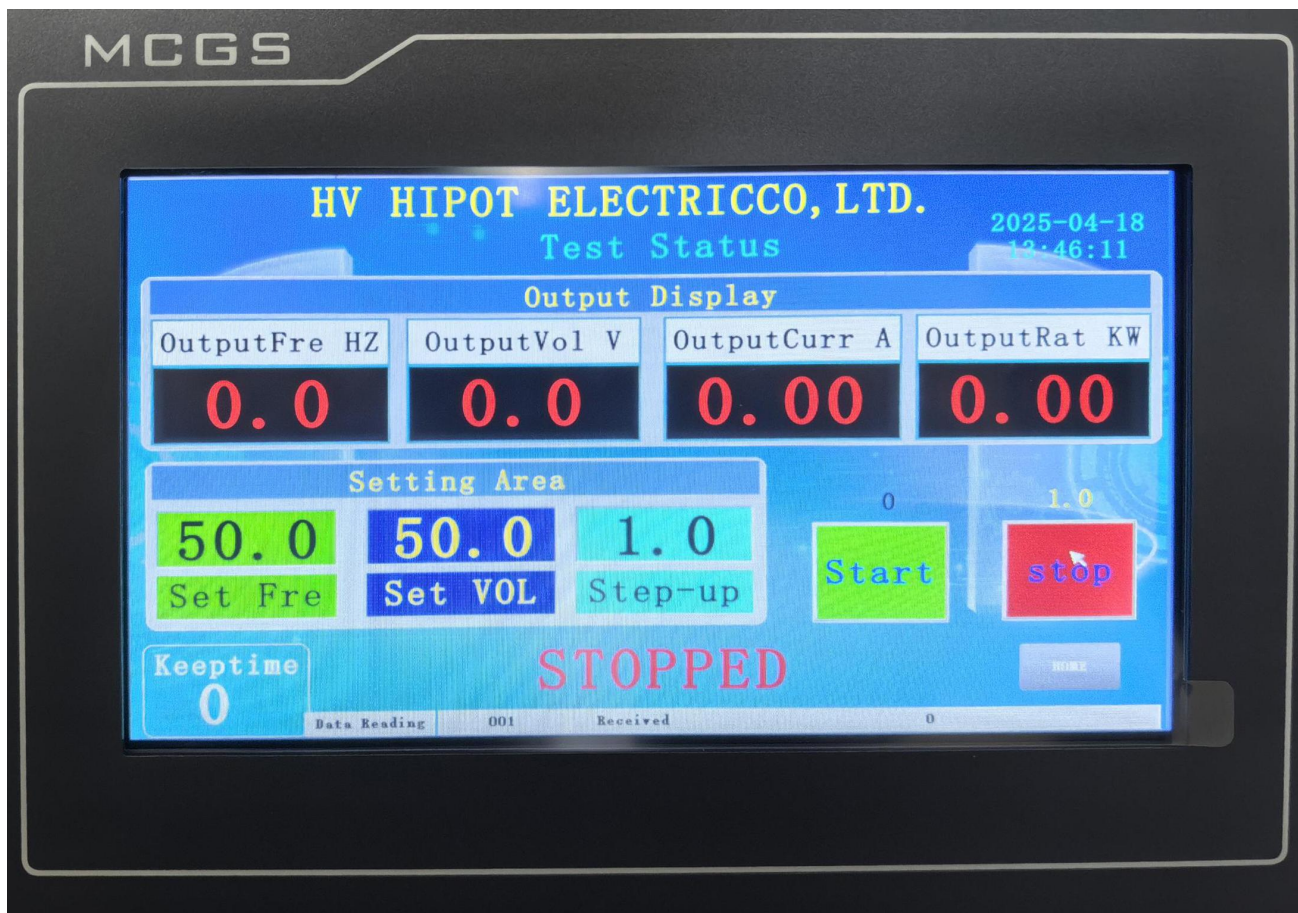 MCGS
HV HIPOT ELECTRICCO,LTD.
Test Status
2025-04-18
13:46:11
Output Display
OutputFre HZ OutputVol V OutputCurr A OutputRat KW
0.0 0.0 0.00 0.00
Setting Area
50.0 50.0 1.0
Set Fre Set VOL Step-up
0 1.0
Start stop
Keeptime
0
STOPPED
HOME
Data Reading 001 Received 0